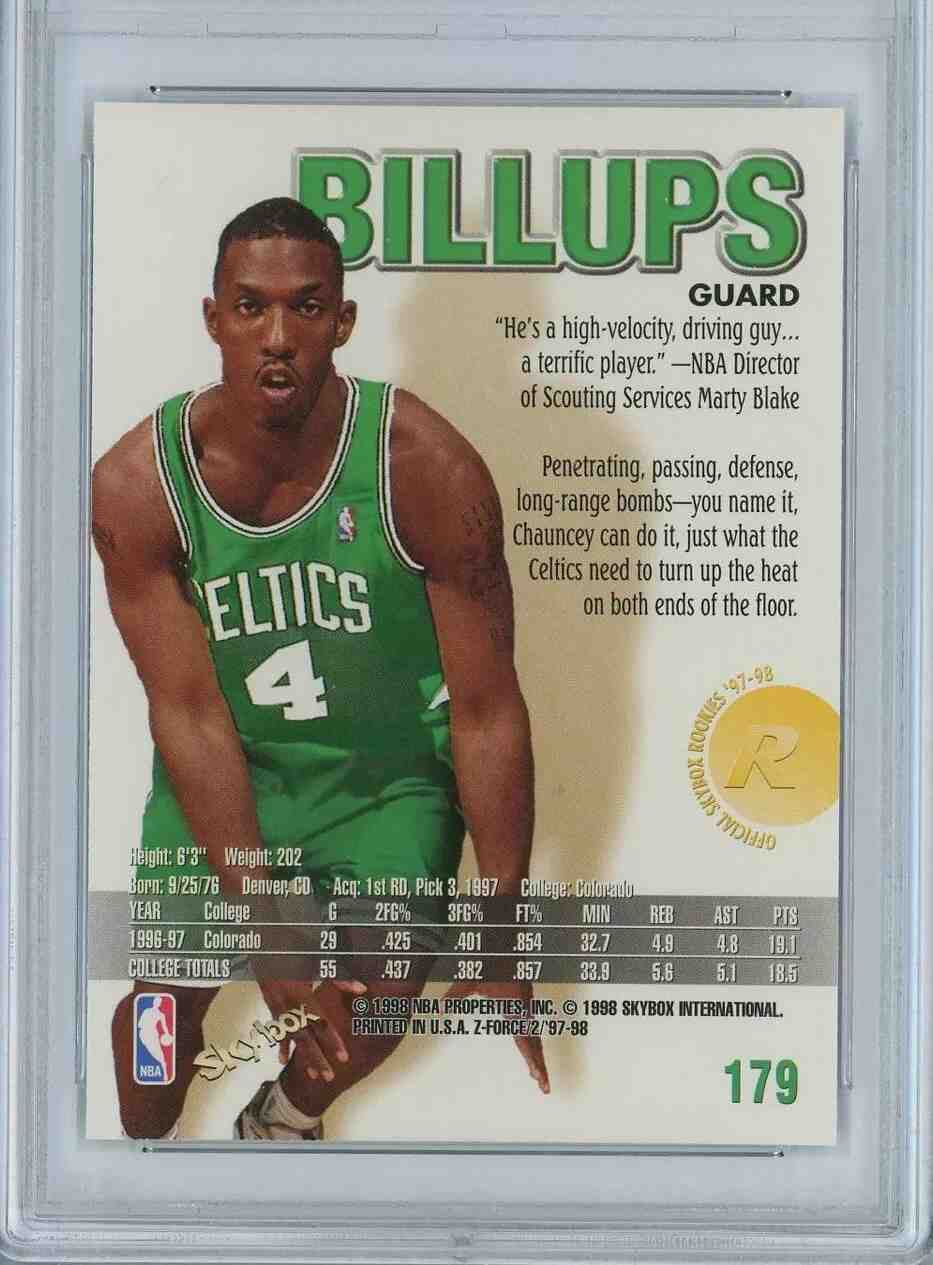 BILLUPS
GUARD
“He's a high-velocity, driving guy...
a terrific player.” —NBA Director
of Scouting Services Marty Blake
Penetrating, passing, defense,
long-range bombs—you name it,
Chauncey can do it, just what the
Celtics need to turn up the heat
on both ends of the floor.
CELTICS
4
OFFICIAL SKYBOX ROOKIES '97-98
R
Height: 6'3" Weight: 202
Born: 9/25/76 Denver, CO Acq: 1st RD, Pick 3, 1997 College: Colorado
YEAR College G 2FG% 3FG% FT% MIN REB AST PTS
1996-97 Colorado 29 .425 .401 .854 32.7 4.9 4.8 19.1
COLLEGE TOTALS 55 .437 .382 .857 33.9 5.6 5.1 18.5
© 1998 NBA PROPERTIES, INC. © 1998 SKYBOX INTERNATIONAL.
PRINTED IN U.S.A. Z-FORCE/2/'97-98
NBA
Skybox
179